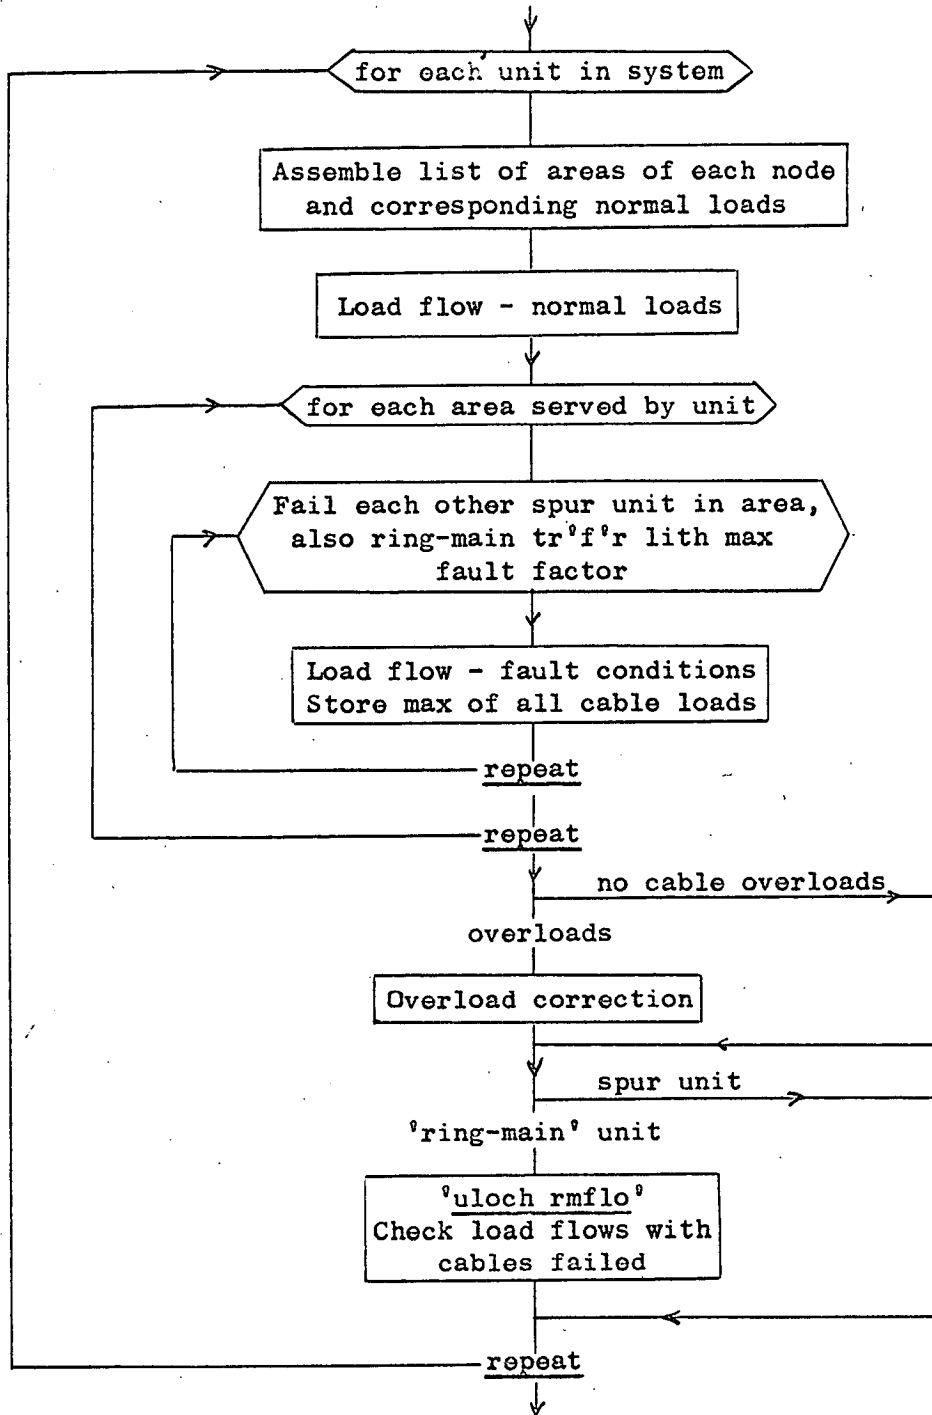 for each unit in system
Assemble list of areas of each node
and corresponding normal loads
Load flow - normal loads
for each area served by unit
Fail each other spur unit in area,
also ring-main tr'f'r lith max
fault factor
Load flow - fault conditions
Store max of all cable loads
repeat
repeat
no cable overloads
overloads
Overload correction
spur unit
'ring-main' unit
'uloch rmflo'
Check load flows with
cables failed
repeat